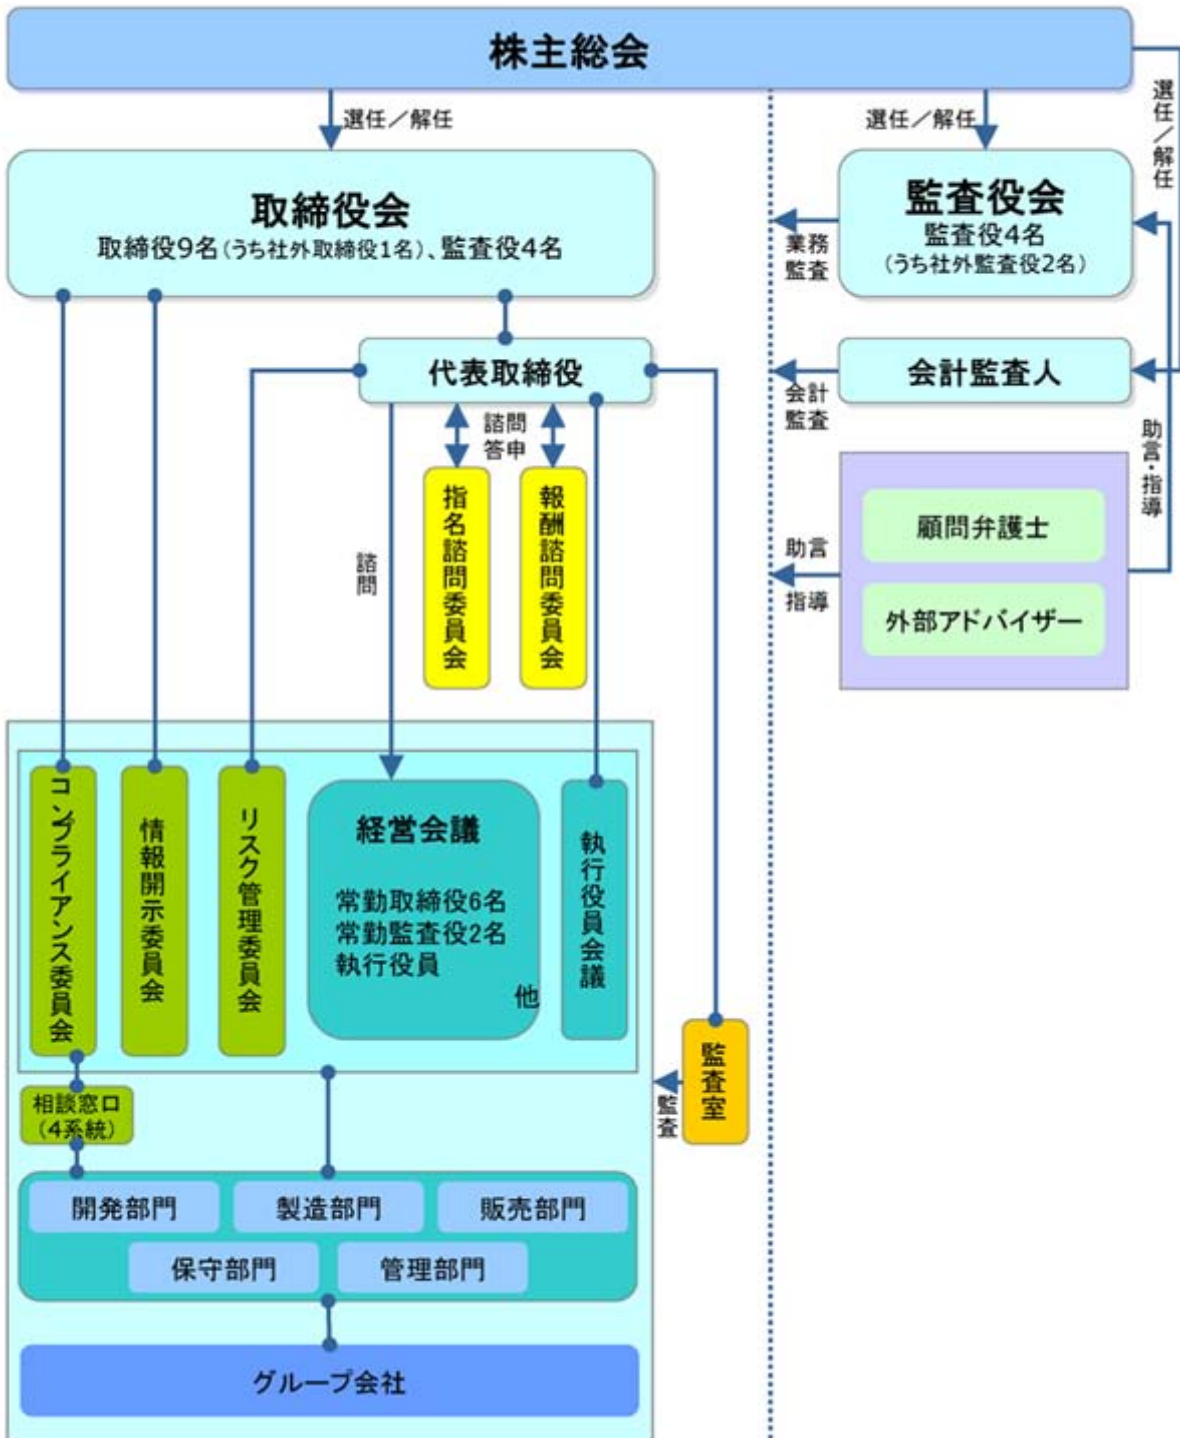 株主総会
選任／解任
選任／解任
選任／解任
取締役会
取締役9名(うち社外取締役1名)、監査役4名
監査役会
監査役4名
(うち社外監査役2名)
業務
監査
代表取締役
会計監査人
会計
監査
諮問
答申
助言・指導
指名諮問委員会
報酬諮問委員会
諮問
顧問弁護士
外部アドバイザー
助言
指導
コンプライアンス委員会
情報開示委員会
リスク管理委員会
経営会議
常勤取締役6名
常勤監査役2名
執行役員
他
執行役員会議
監査室
監査
相談窓口
(4系統)
開発部門
製造部門
販売部門
保守部門
管理部門
グループ会社